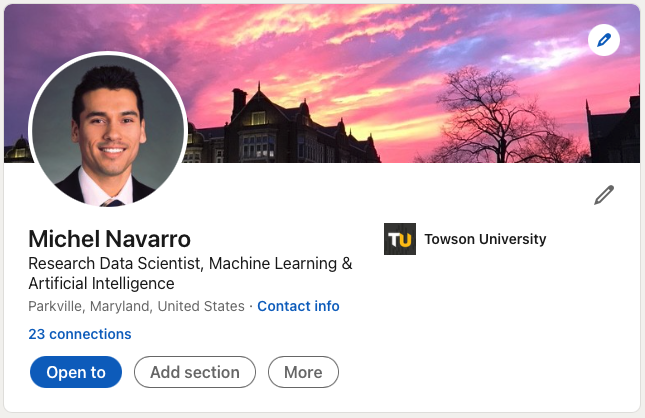 Michel Navarro
TU Towson University
Research Data Scientist, Machine Learning &
Artificial Intelligence
Parkville, Maryland, United States · Contact info
23 connections
Open to Add section More